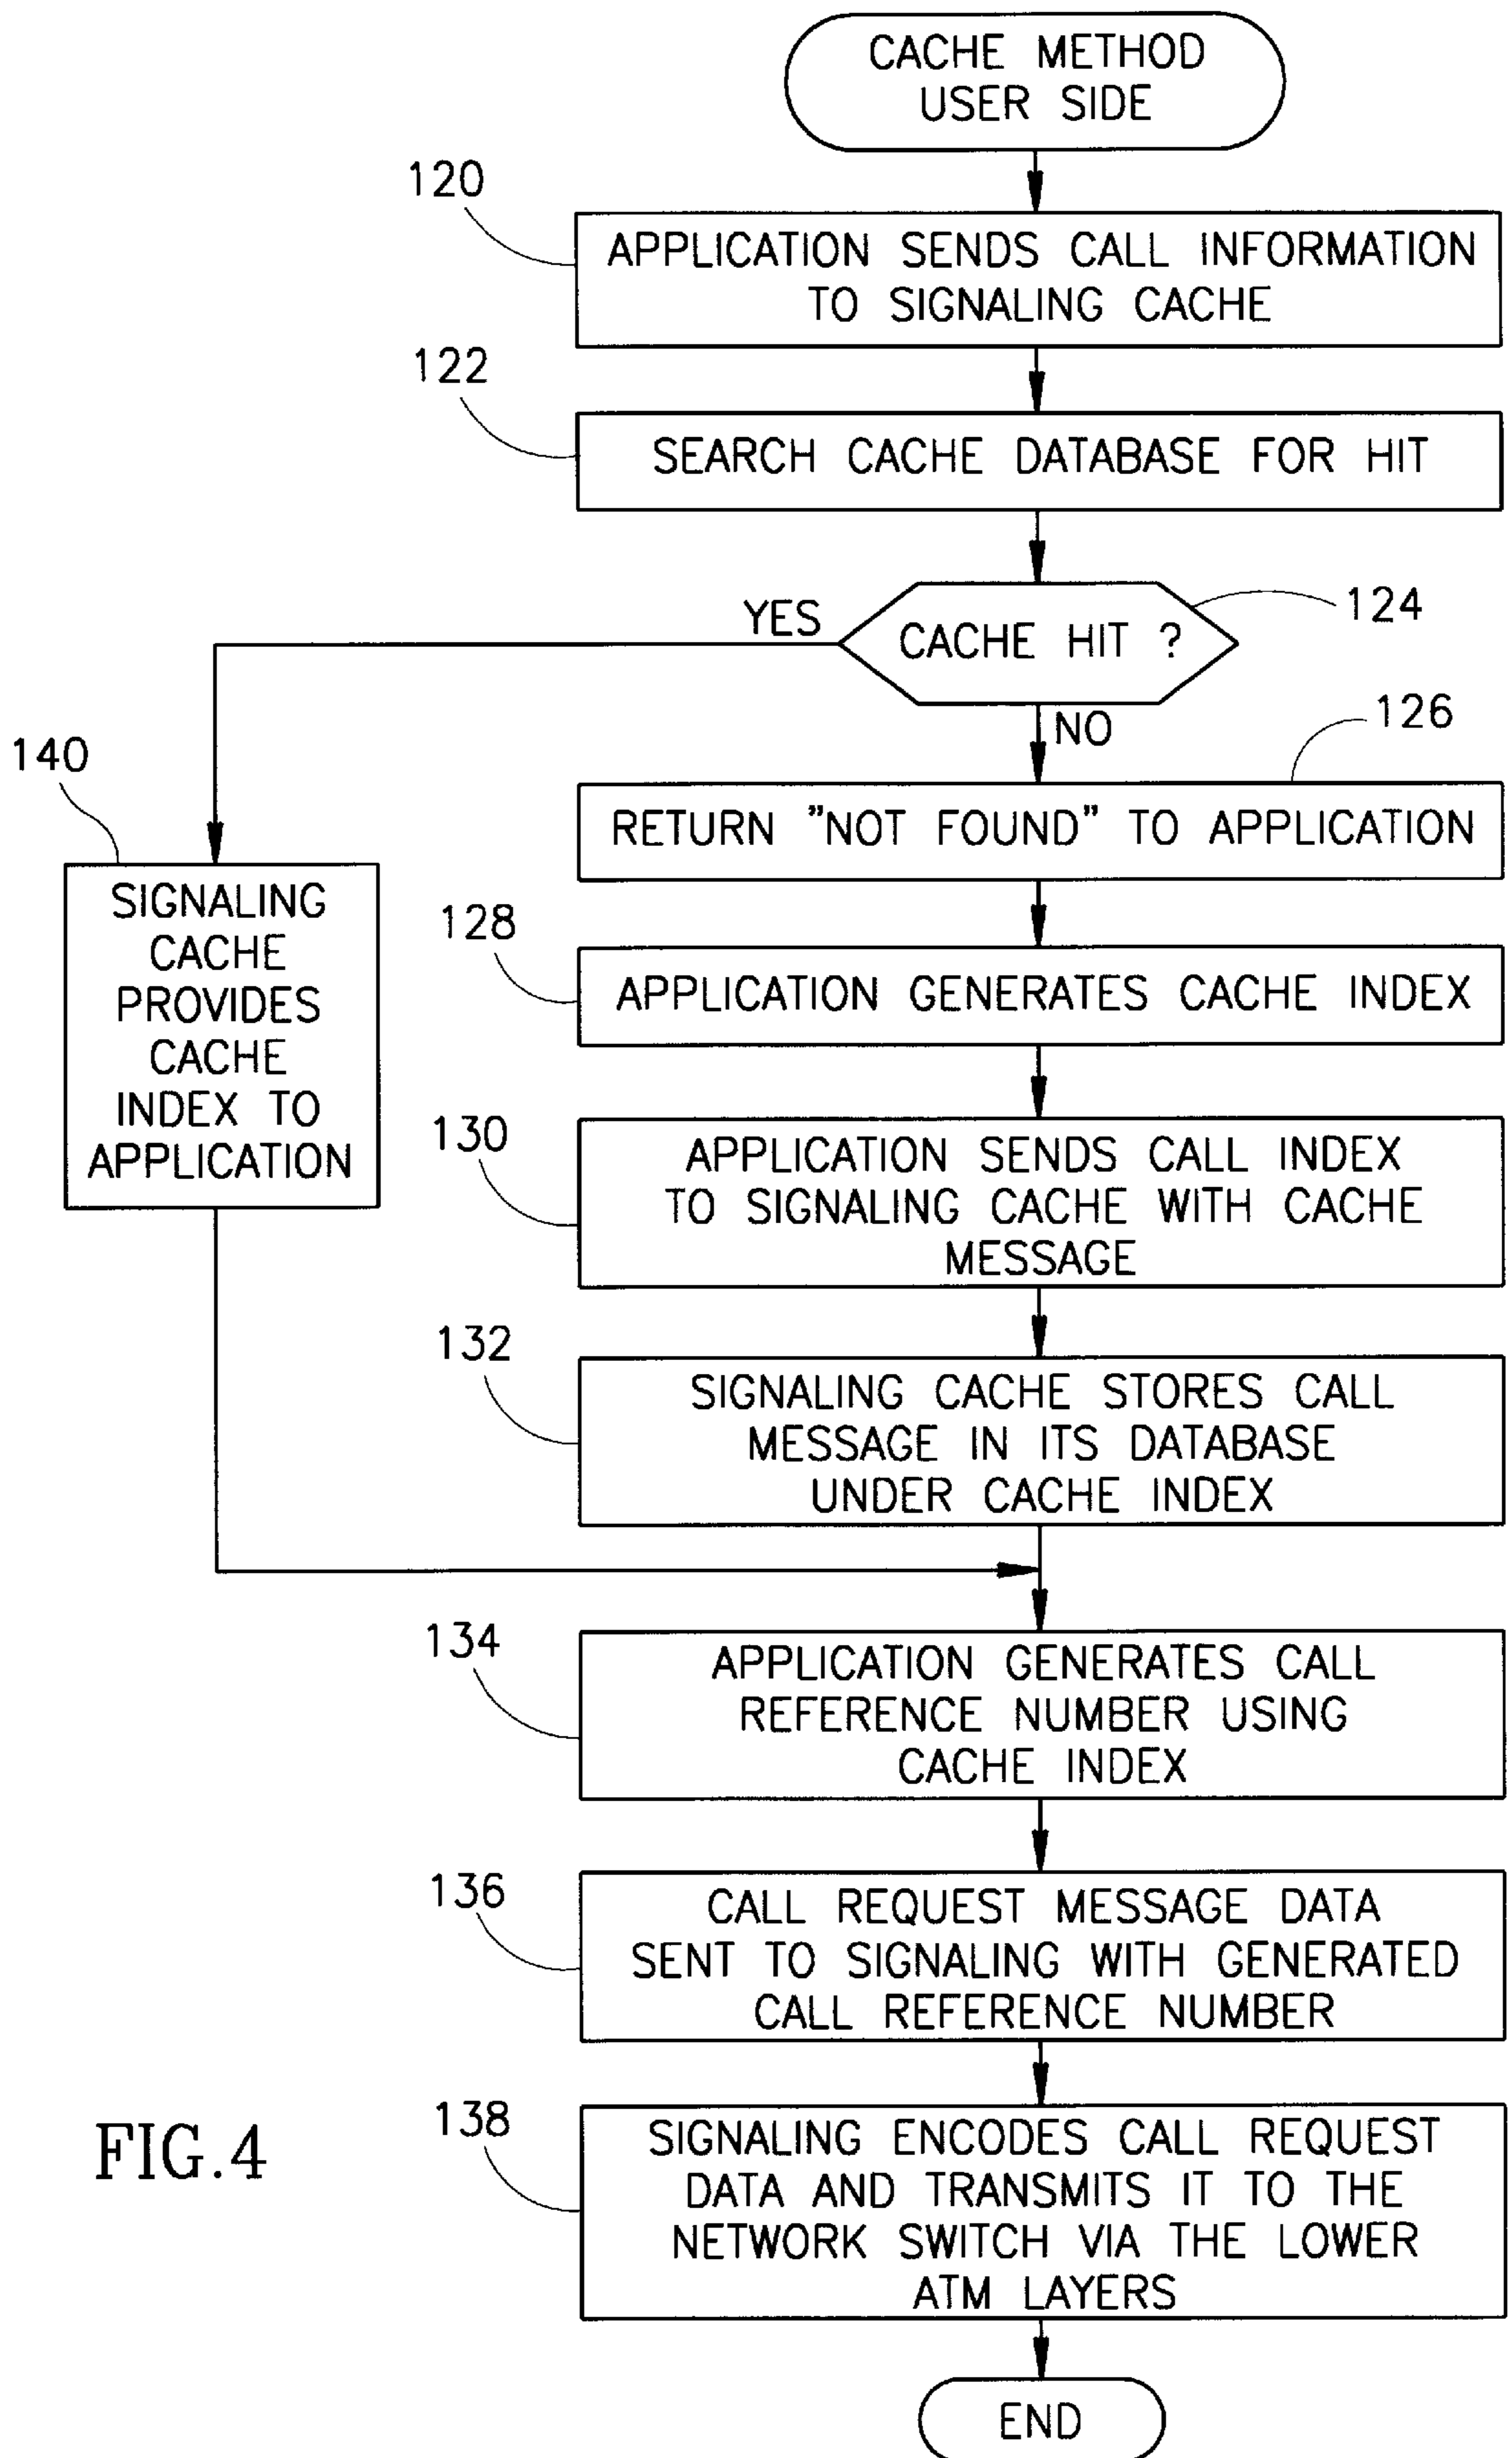 CACHE METHOD
USER SIDE
120
APPLICATION SENDS CALL INFORMATION
TO SIGNALING CACHE
122
SEARCH CACHE DATABASE FOR HIT
YES
CACHE HIT ?
124
NO
126
RETURN "NOT FOUND" TO APPLICATION
140
SIGNALING
CACHE
PROVIDES
CACHE
INDEX TO
APPLICATION
128
APPLICATION GENERATES CACHE INDEX
130
APPLICATION SENDS CALL INDEX
TO SIGNALING CACHE WITH CACHE
MESSAGE
132
SIGNALING CACHE STORES CALL
MESSAGE IN ITS DATABASE
UNDER CACHE INDEX
134
APPLICATION GENERATES CALL
REFERENCE NUMBER USING
CACHE INDEX
136
CALL REQUEST MESSAGE DATA
SENT TO SIGNALING WITH GENERATED
CALL REFERENCE NUMBER
138
SIGNALING ENCODES CALL REQUEST
DATA AND TRANSMITS IT TO THE
NETWORK SWITCH VIA THE LOWER
ATM LAYERS
END
FIG.4